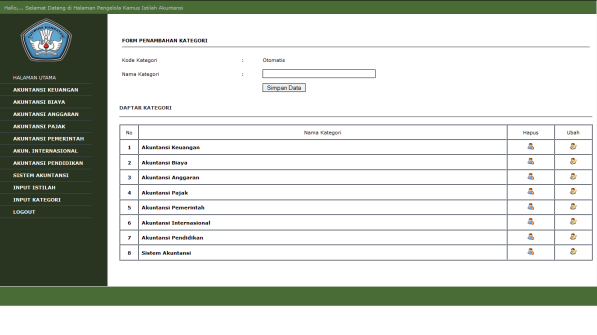 Hallo,... Selamat Datang di Halaman Pengelola Kamus Istilah Akuntansi
HALAMAN UTAMA
AKUNTANSI KEUANGAN
AKUNTANSI BIAYA
AKUNTANSI ANGGARAN
AKUNTANSI PAJAK
AKUNTANSI PEMERINTAH
AKUN. INTERNASIONAL
AKUNTANSI PENDIDIKAN
SISTEM AKUNTANSI
INPUT ISTILAH
INPUT KATEGORI
LOGOUT
FORM PENAMBAHAN KATEGORI
Kode Kategori : Otomatis
Nama Kategori :
Simpan Data
DAFTAR KATEGORI
No Nama Kategori Hapus Ubah
1 Akuntansi Keuangan
2 Akuntansi Biaya
3 Akuntansi Anggaran
4 Akuntansi Pajak
5 Akuntansi Pemerintah
6 Akuntansi Internasional
7 Akuntansi Pendidikan
8 Sistem Akuntansi